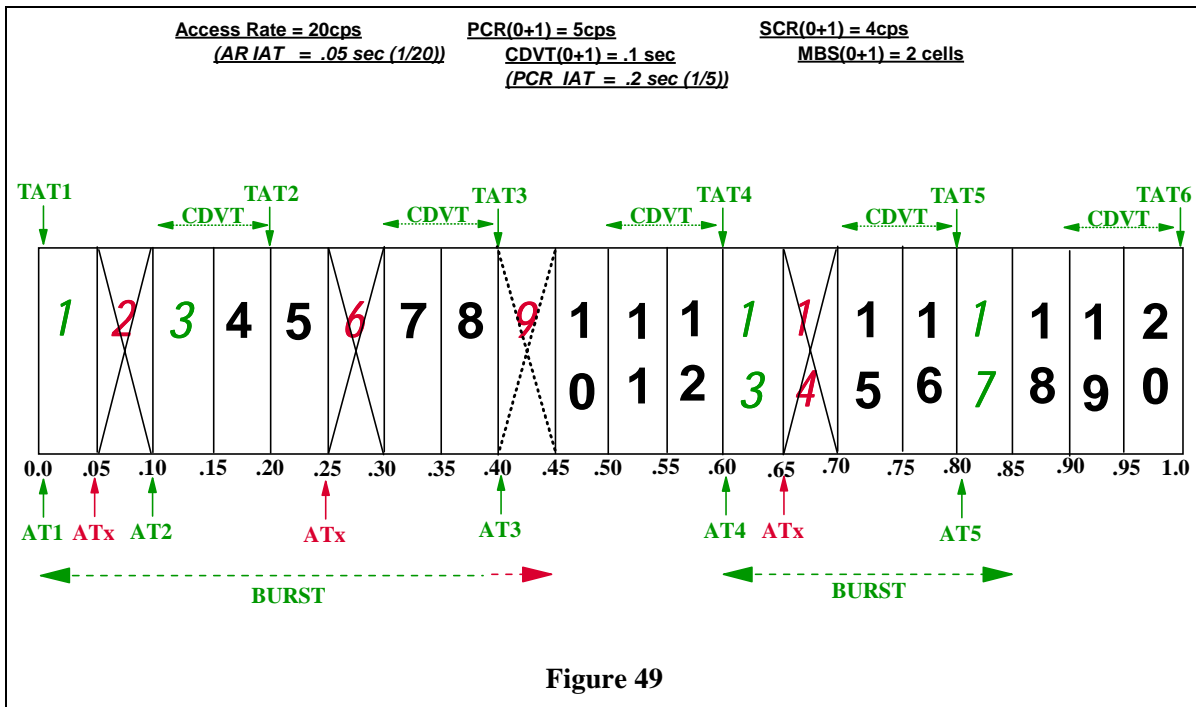 Access Rate = 20cps PCR(0+1) = 5cps SCR(0+1) = 4cps
(AR IAT = .05 sec (1/20)) CDVT(0+1) = .1 sec MBS(0+1) = 2 cells
(PCR IAT = .2 sec (1/5))
TAT1 TAT2 TAT3 TAT4 TAT5 TAT6
CDVT CDVT CDVT CDVT CDVT
1 2 3 4 5 6 7 8 9 1 1 1 1 1 1 1 1 1 1 2
0 1 2 3 4 5 6 7 8 9 0
0.0 .05 .10 .15 .20 .25 .30 .35 .40 .45 .50 .55 .60 .65 .70 .75 .80 .85 .90 .95 1.0
AT1 ATx AT2 ATx AT3 AT4 ATx AT5
BURST BURST
Figure 49